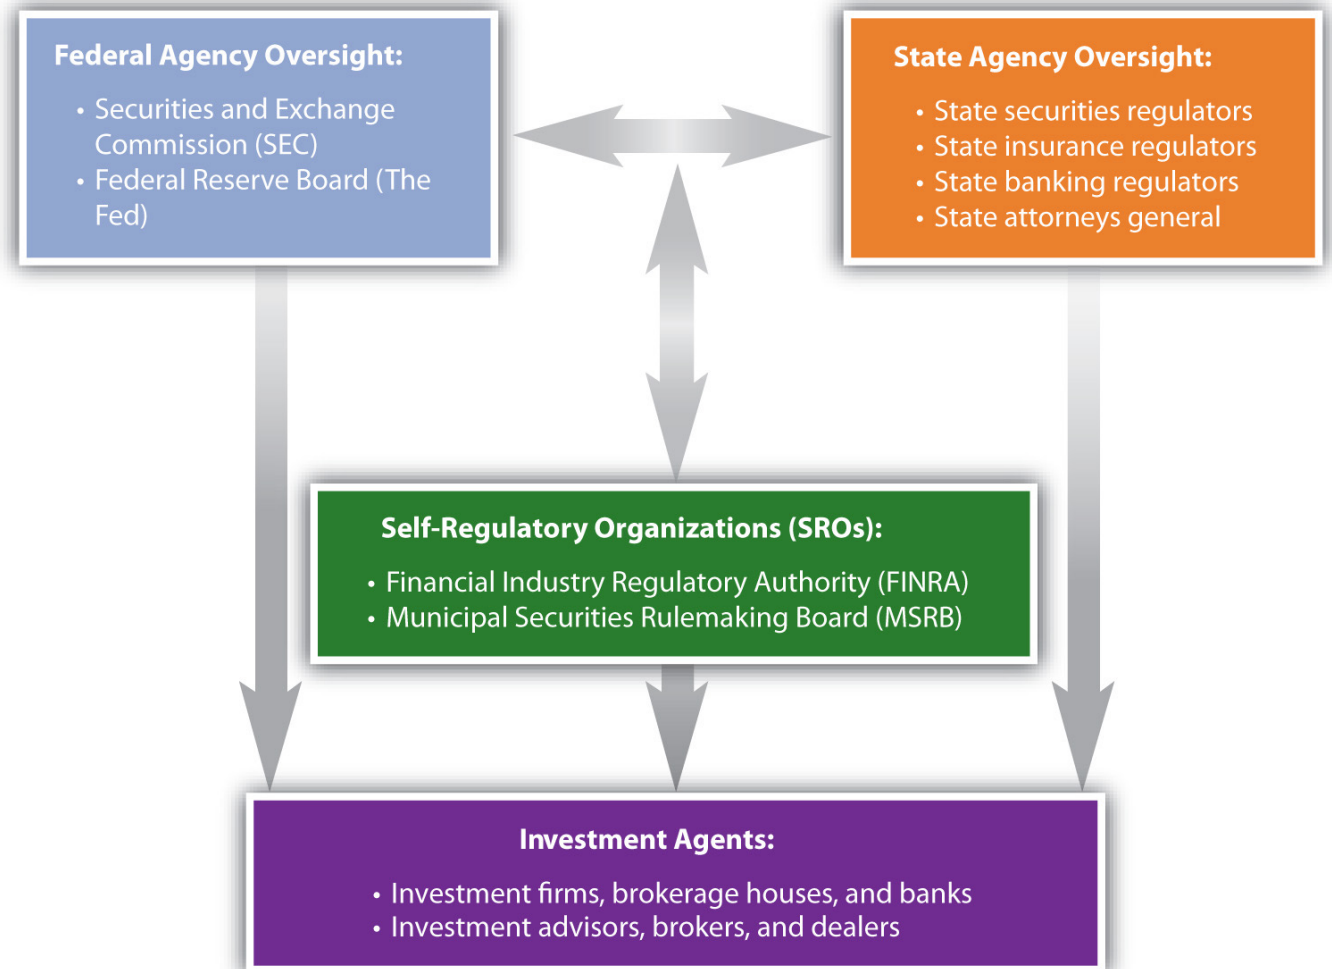 Federal Agency Oversight:
• Securities and Exchange
Commission (SEC)
• Federal Reserve Board (The
Fed)
State Agency Oversight:
• State securities regulators
• State insurance regulators
• State banking regulators
• State attorneys general
Self-Regulatory Organizations (SROs):
• Financial Industry Regulatory Authority (FINRA)
• Municipal Securities Rulemaking Board (MSRB)
Investment Agents:
• Investment firms, brokerage houses, and banks
• Investment advisors, brokers, and dealers